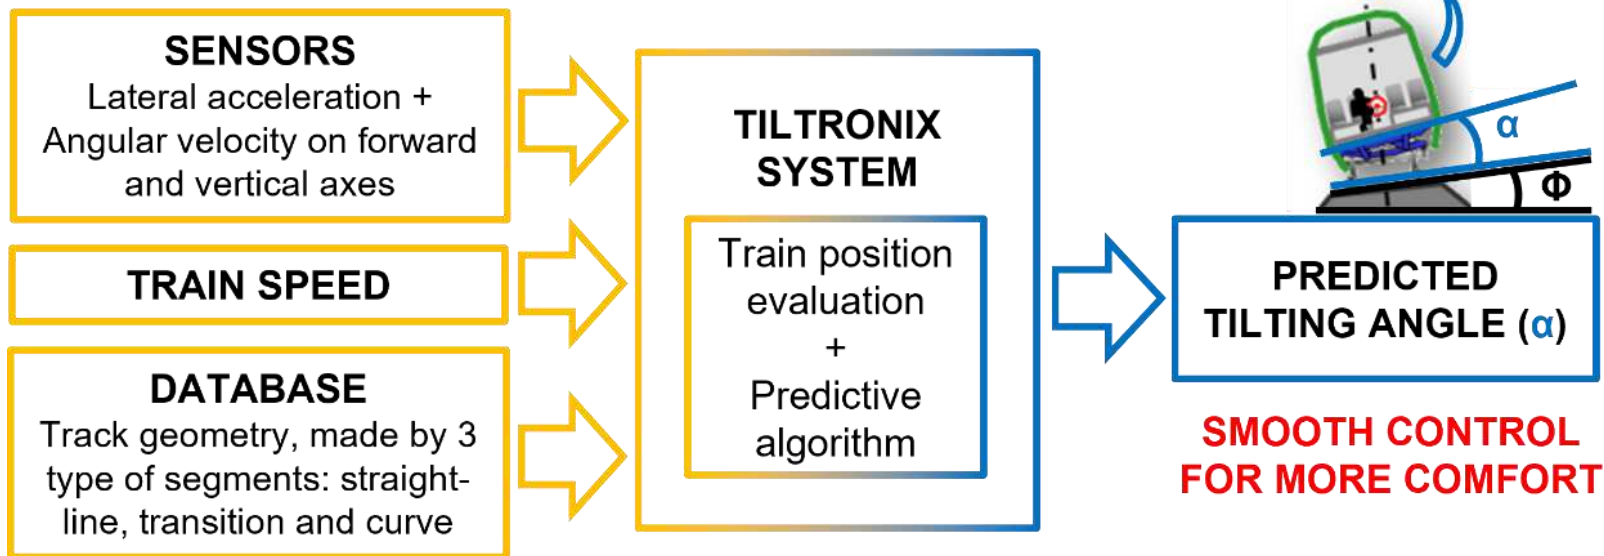 SENSORS
Lateral acceleration +
Angular velocity on forward
and vertical axes
TRAIN SPEED
DATABASE
Track geometry, made by 3
type of segments: straight-
line, transition and curve
TILTRONIX
SYSTEM
Train position
evaluation
+
Predictive
algorithm
α
Φ
PREDICTED
TILTING ANGLE (α)
SMOOTH CONTROL
FOR MORE COMFORT